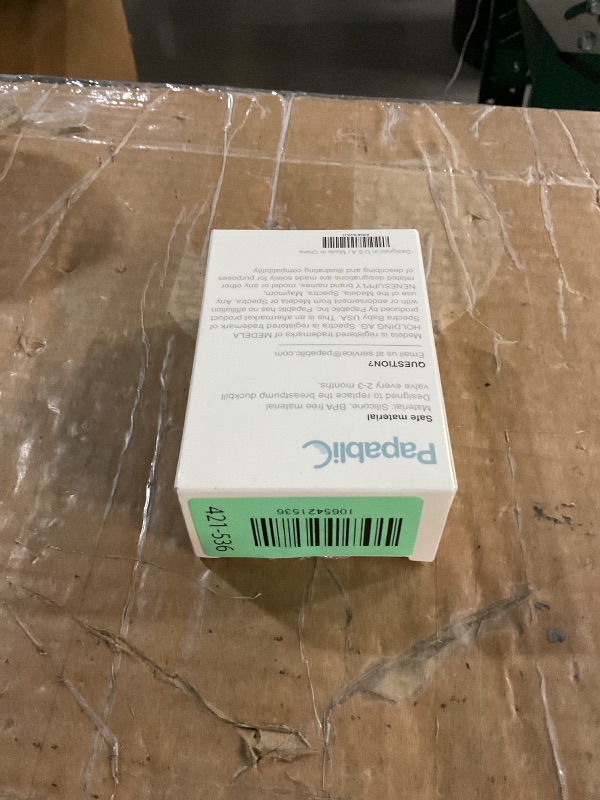 PapabliC
Safe material
Material: Silicone, BPA free material
Designed to replace the breastpump duckbill
valve every 2-3 months.
QUESTION?
Email us at service@papablic.com
Medela is registered trademarks of MEDELA
HOLDING AG. Spectra is registered trademark of
Spectra Baby USA. This is an aftermarket product
produced by Papablic Inc. Papablic has no affiliation
with or endorsement from Medela or Spectra. Any
use of the Medela, Spectra, Maymom,
NENESUPPLY brand names, model or any other
related designations are made solely for purposes
of describing and illustrating compatibility.
Designed in U.S.A / Made in China
1065421536
421-536